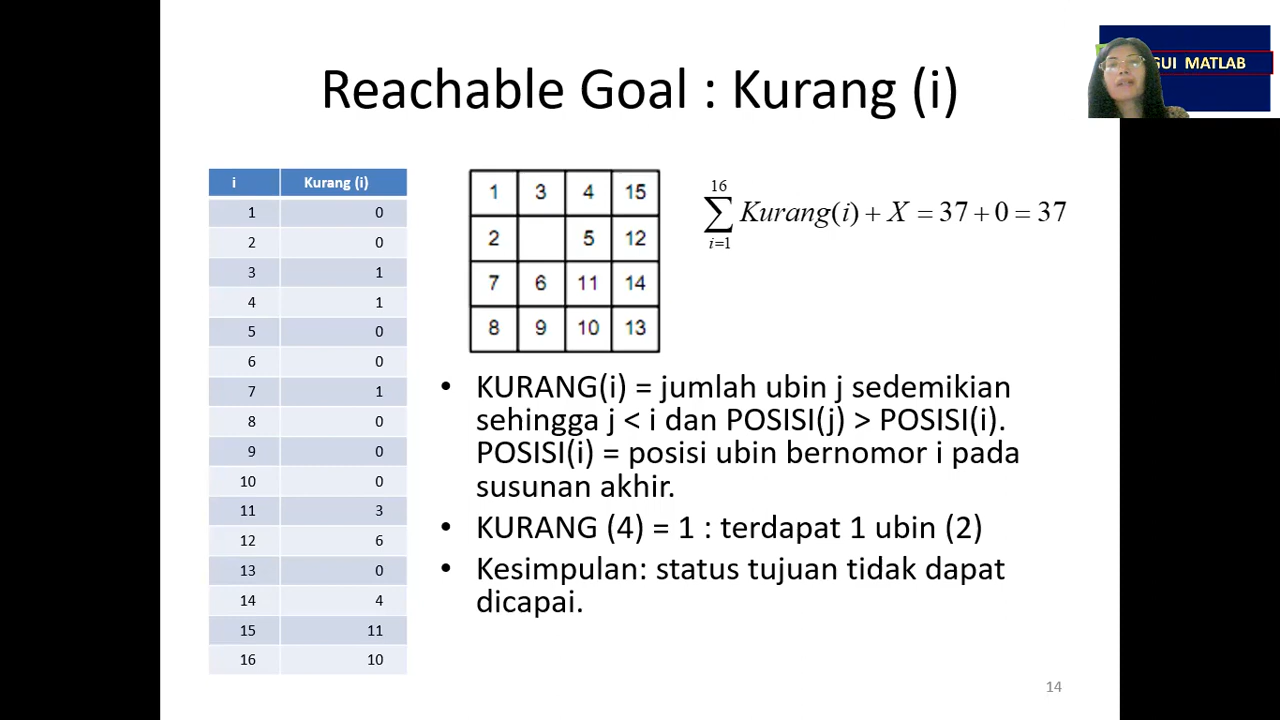 Reachable Goal : Kurang (i)
GUI MATLAB
i Kurang (i)
1 0
2 0
3 1
4 1
5 0
6 0
7 1
8 0
9 0
10 0
11 3
12 6
13 0
14 4
15 11
16 10
1 3 4 15
2 5 12
7 6 11 14
8 9 10 13
16
∑ Kurang(i) + X = 37 + 0 = 37
i=1
• KURANG(i) = jumlah ubin j sedemikian
sehingga j < i dan POSISI(j) > POSISI(i).
POSISI(i) = posisi ubin bernomor i pada
susunan akhir.
• KURANG (4) = 1 : terdapat 1 ubin (2)
• Kesimpulan: status tujuan tidak dapat
dicapai.
14